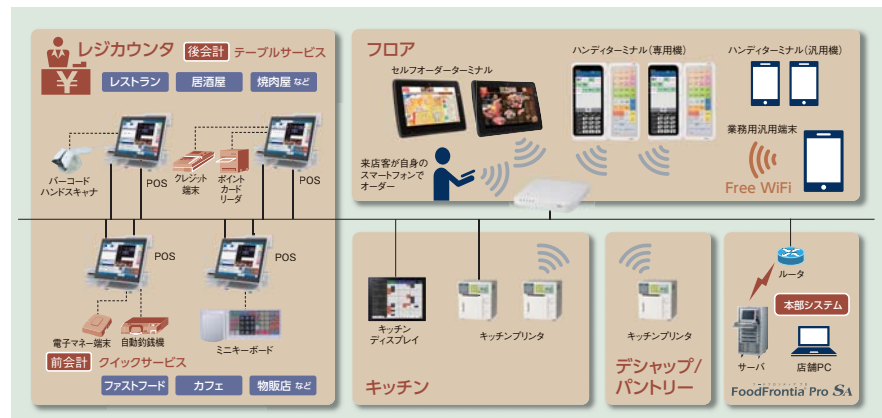 レジカウンタ 後会計 テーブルサービス
¥
レストラン 居酒屋 焼肉屋 など
バーコード
ハンドスキャナ
POS
クレジット
端末
ポイント
カード
リーダ
POS
POS
POS
電子マネー端末
自動釣銭機
ミニキーボード
前会計 クイックサービス
ファストフード カフェ 物販店 など
フロア
セルフオーダーターミナル
ハンディターミナル(専用機)
ハンディターミナル(汎用機)
来店客が自身の
スマートフォンで
オーダー
業務用汎用端末
Free WiFi
キッチン
ディスプレイ
キッチンプリンタ
キッチン
キッチンプリンタ
デシャップ/
パントリー
ルータ
本部システム
サーバ
店舗PC
FoodFrontia Pro SA